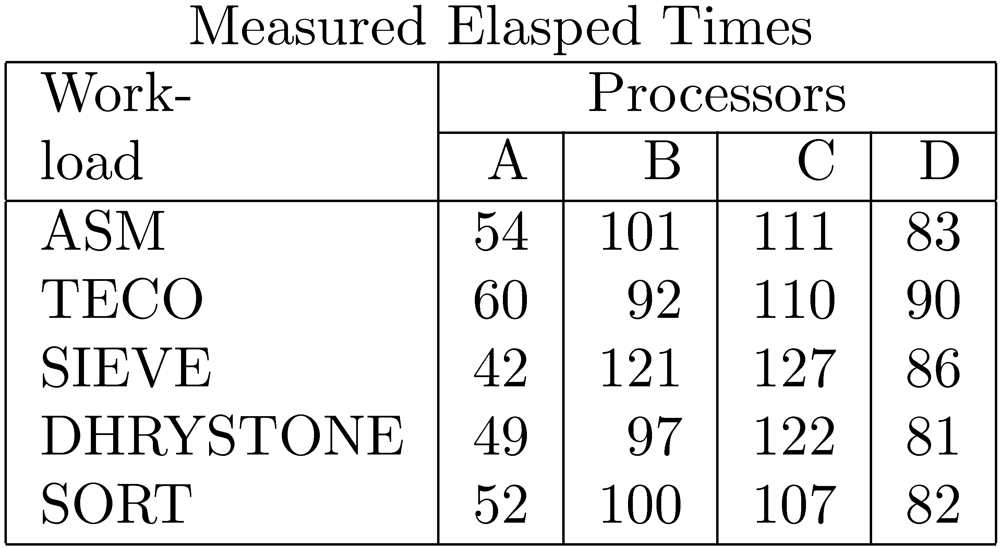 Measured Elasped Times
Work- Processors
load A B C D
ASM 54 101 111 83
TECO 60 92 110 90
SIEVE 42 121 127 86
DHRYSTONE 49 97 122 81
SORT 52 100 107 82